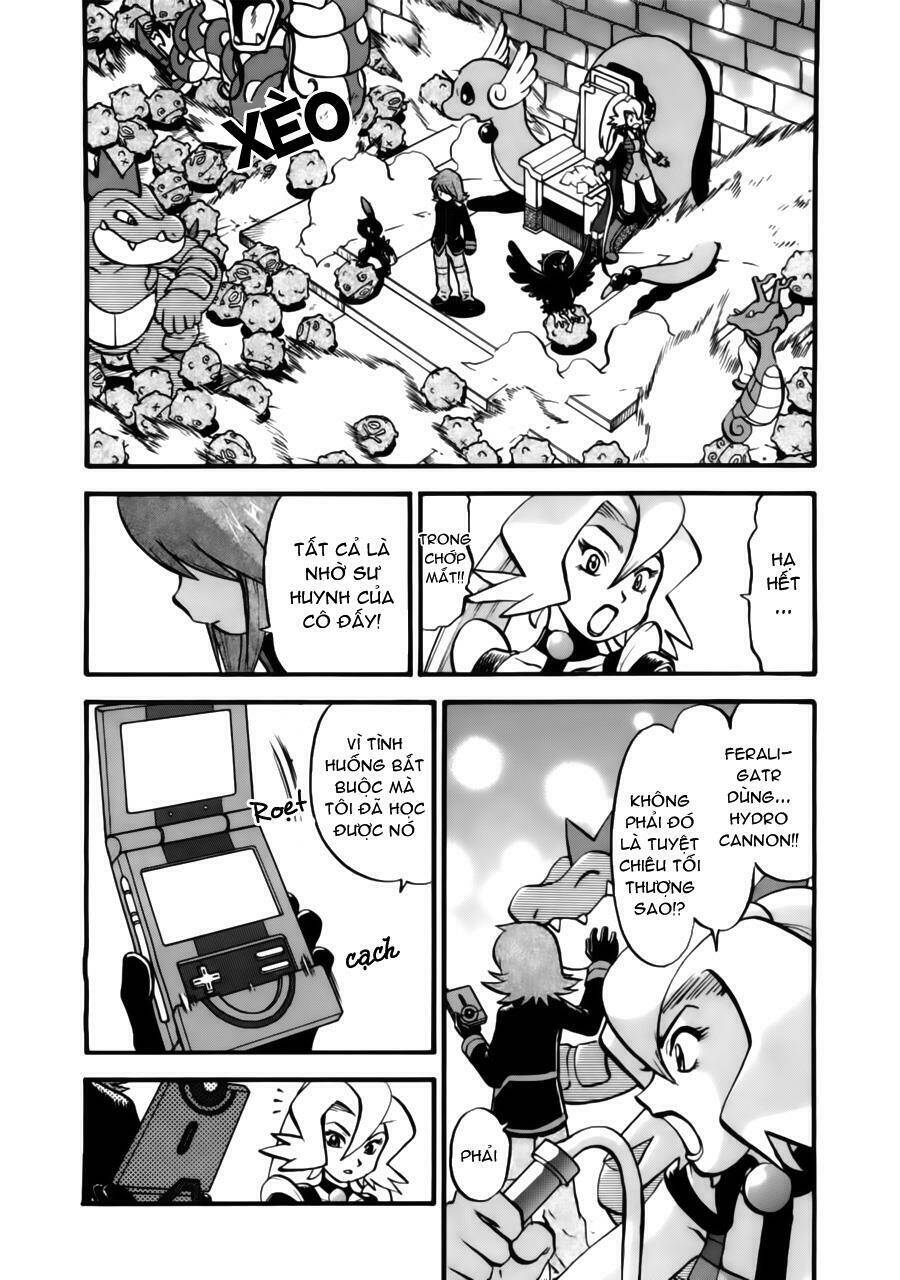 XÈO
HẠ
HẾT
...
TRONG
CHỚP
MẮT!!
TẤT CẢ LÀ
NHỜ SƯ
HUYNH CỦA
CÔ ĐẤY!
FERALI-
GATR
DÙNG...
HYDRO
CANNON!!
KHÔNG
PHẢI ĐÓ
LÀ TUYỆT
CHIÊU TỐI
THƯỢNG
SAO!?
PHẢI
VÌ TÌNH
HUỐNG BẮT
BUỘC MÀ
TÔI ĐÃ HỌC
ĐƯỢC NÓ
Roẹt
cạch